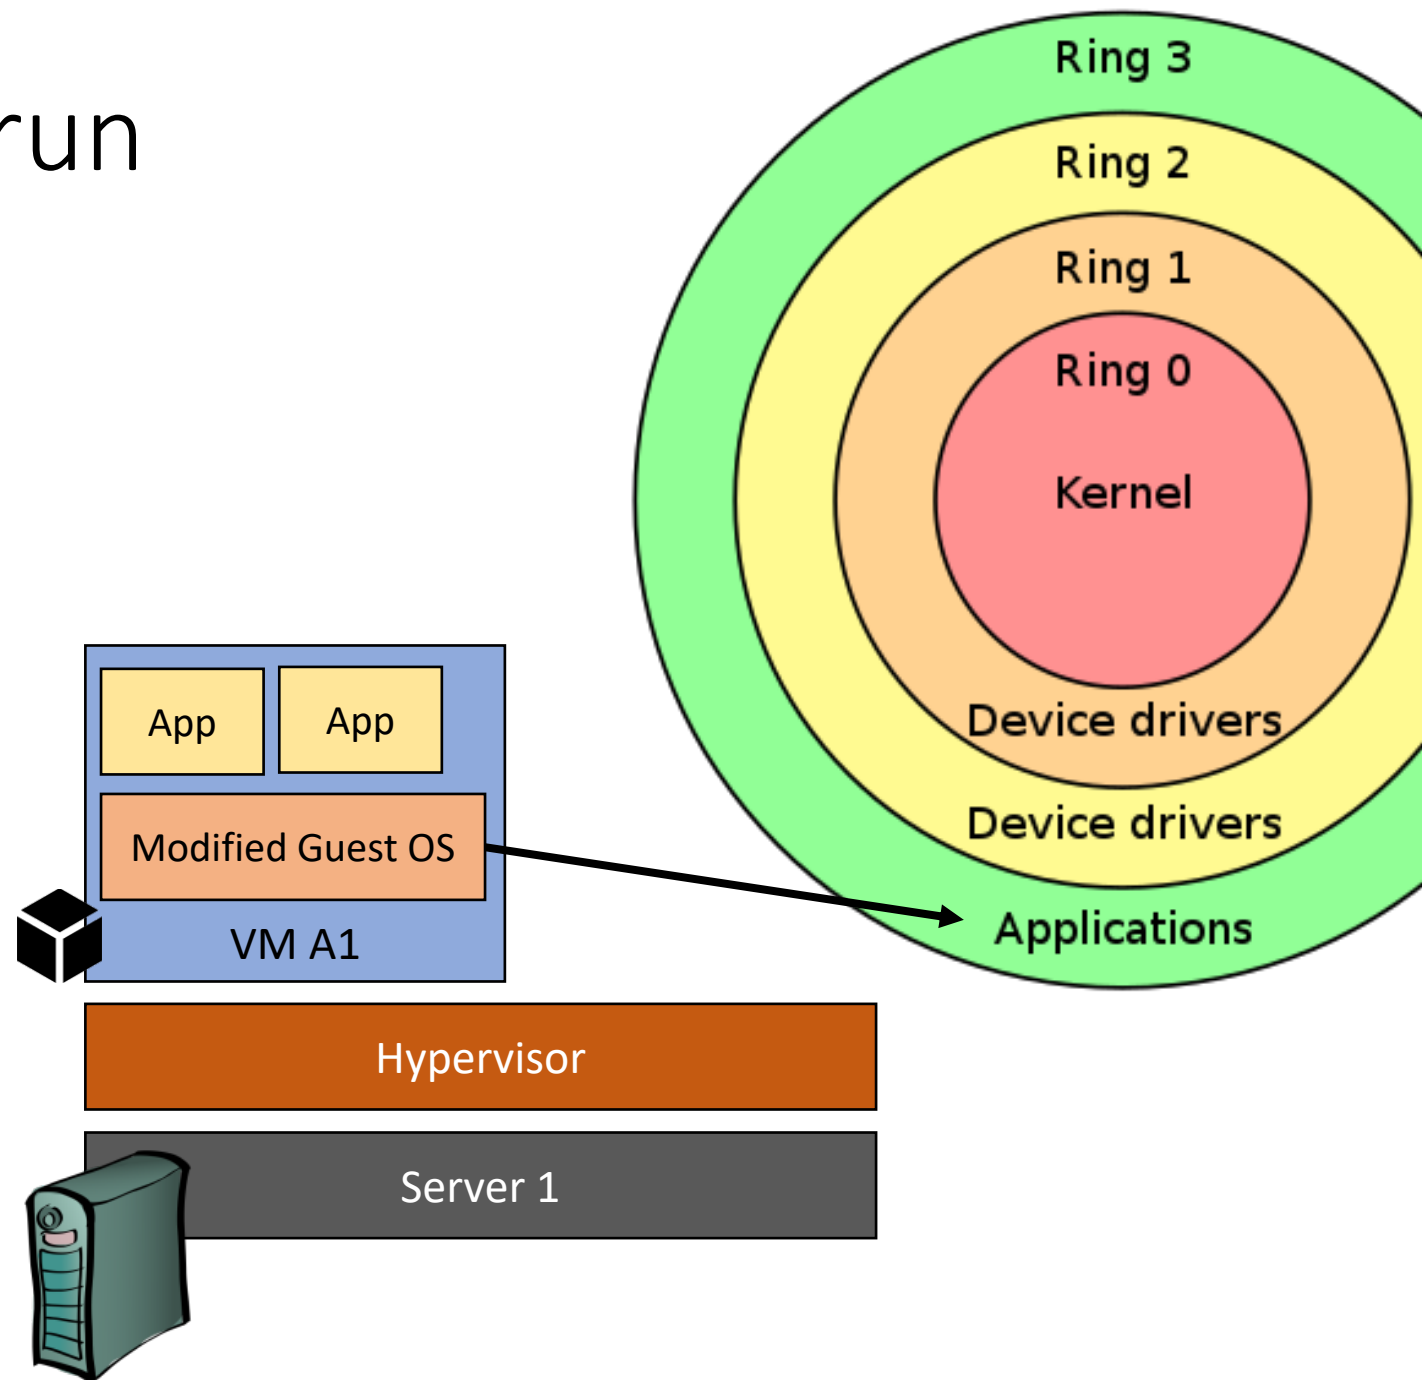 run
Ring 3
Ring 2
Ring 1
Ring 0
Kernel
Device drivers
Device drivers
Applications
App
App
Modified Guest OS
VM A1
Hypervisor
Server 1